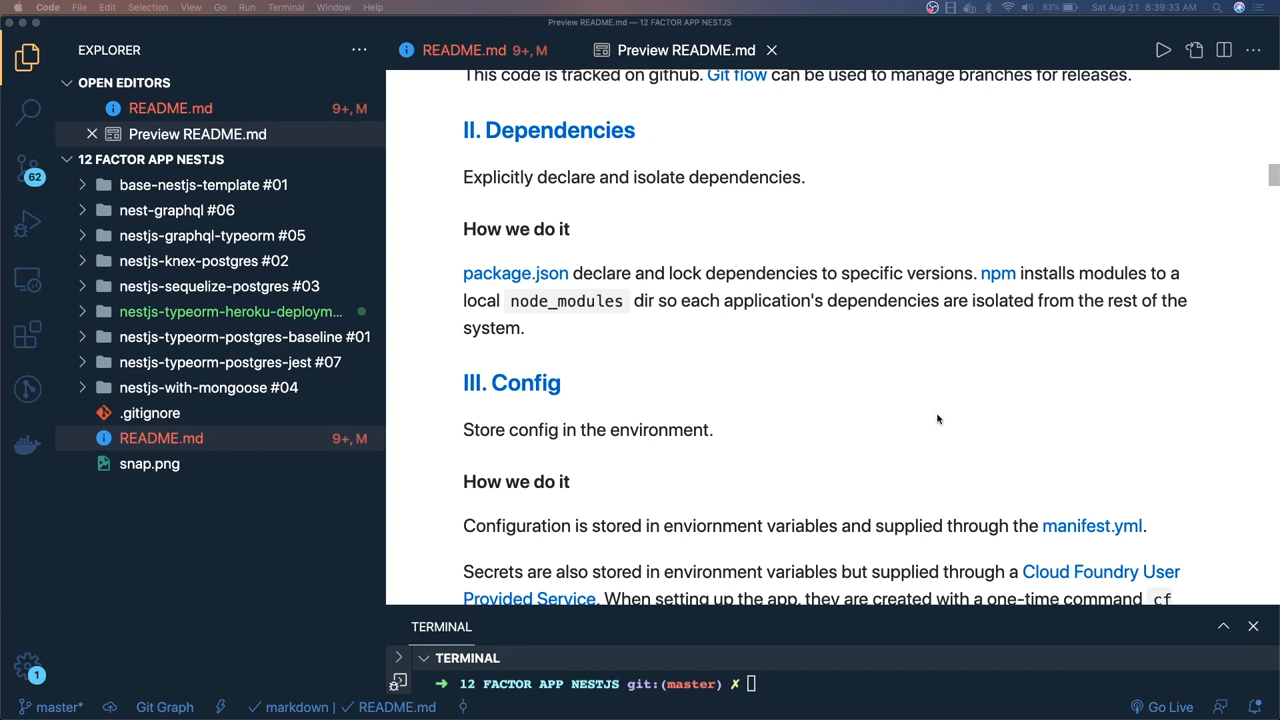 Code File Edit Selection View Go Run Terminal Window Help 83% Sat Aug 21 8:39:33 AM
Preview README.md — 12 FACTOR APP NESTJS
EXPLORER
README.md 9+, M Preview README.md
OPEN EDITORS
README.md 9+, M
Preview README.md
12 FACTOR APP NESTJS
base-nestjs-template #01
nest-graphql #06
nestjs-graphql-typeorm #05
nestjs-knex-postgres #02
nestjs-sequelize-postgres #03
nestjs-typeorm-heroku-deploym...
nestjs-typeorm-postgres-baseline #01
nestjs-typeorm-postgres-jest #07
nestjs-with-mongoose #04
.gitignore
README.md 9+, M
snap.png
62
1
This code is tracked on github. Git flow can be used to manage branches for releases.
II. Dependencies
Explicitly declare and isolate dependencies.
How we do it
package.json declare and lock dependencies to specific versions. npm installs modules to a
local node_modules dir so each application's dependencies are isolated from the rest of the
system.
III. Config
Store config in the environment.
How we do it
Configuration is stored in enviornment variables and supplied through the manifest.yml.
Secrets are also stored in environment variables but supplied through a Cloud Foundry User
Provided Service. When setting up the app, they are created with a one-time command cf
TERMINAL
TERMINAL
➜ 12 FACTOR APP NESTJS git:(master) ✗
master* Git Graph markdown | README.md Go Live